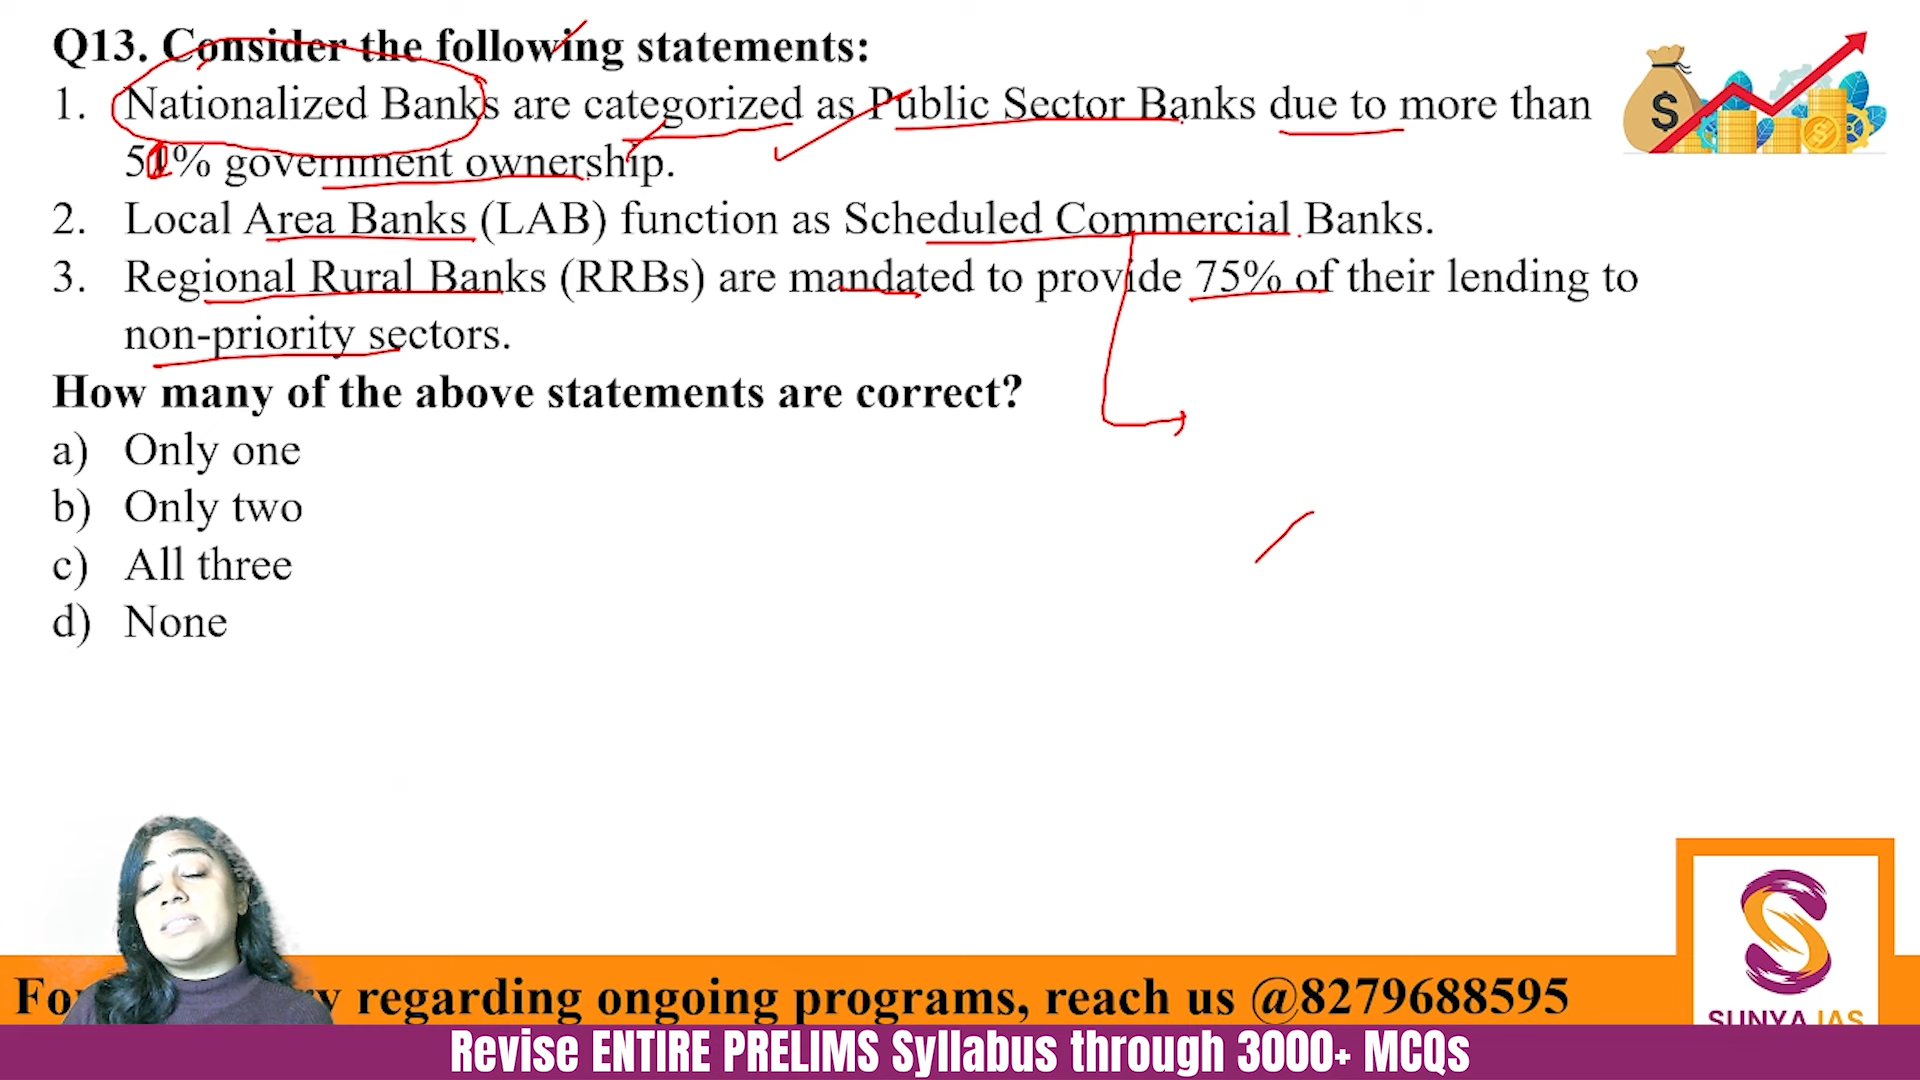 Q13. Consider the following statements:
1. Nationalized Banks are categorized as Public Sector Banks due to more than
51% government ownership.
2. Local Area Banks (LAB) function as Scheduled Commercial Banks.
3. Regional Rural Banks (RRBs) are mandated to provide 75% of their lending to
non-priority sectors.
How many of the above statements are correct?
a) Only one
b) Only two
c) All three
d) None
$
regarding ongoing programs, reach us @8279688595
SUNYA IAS
Revise ENTIRE PRELIMS Syllabus through 3000+ MCQs